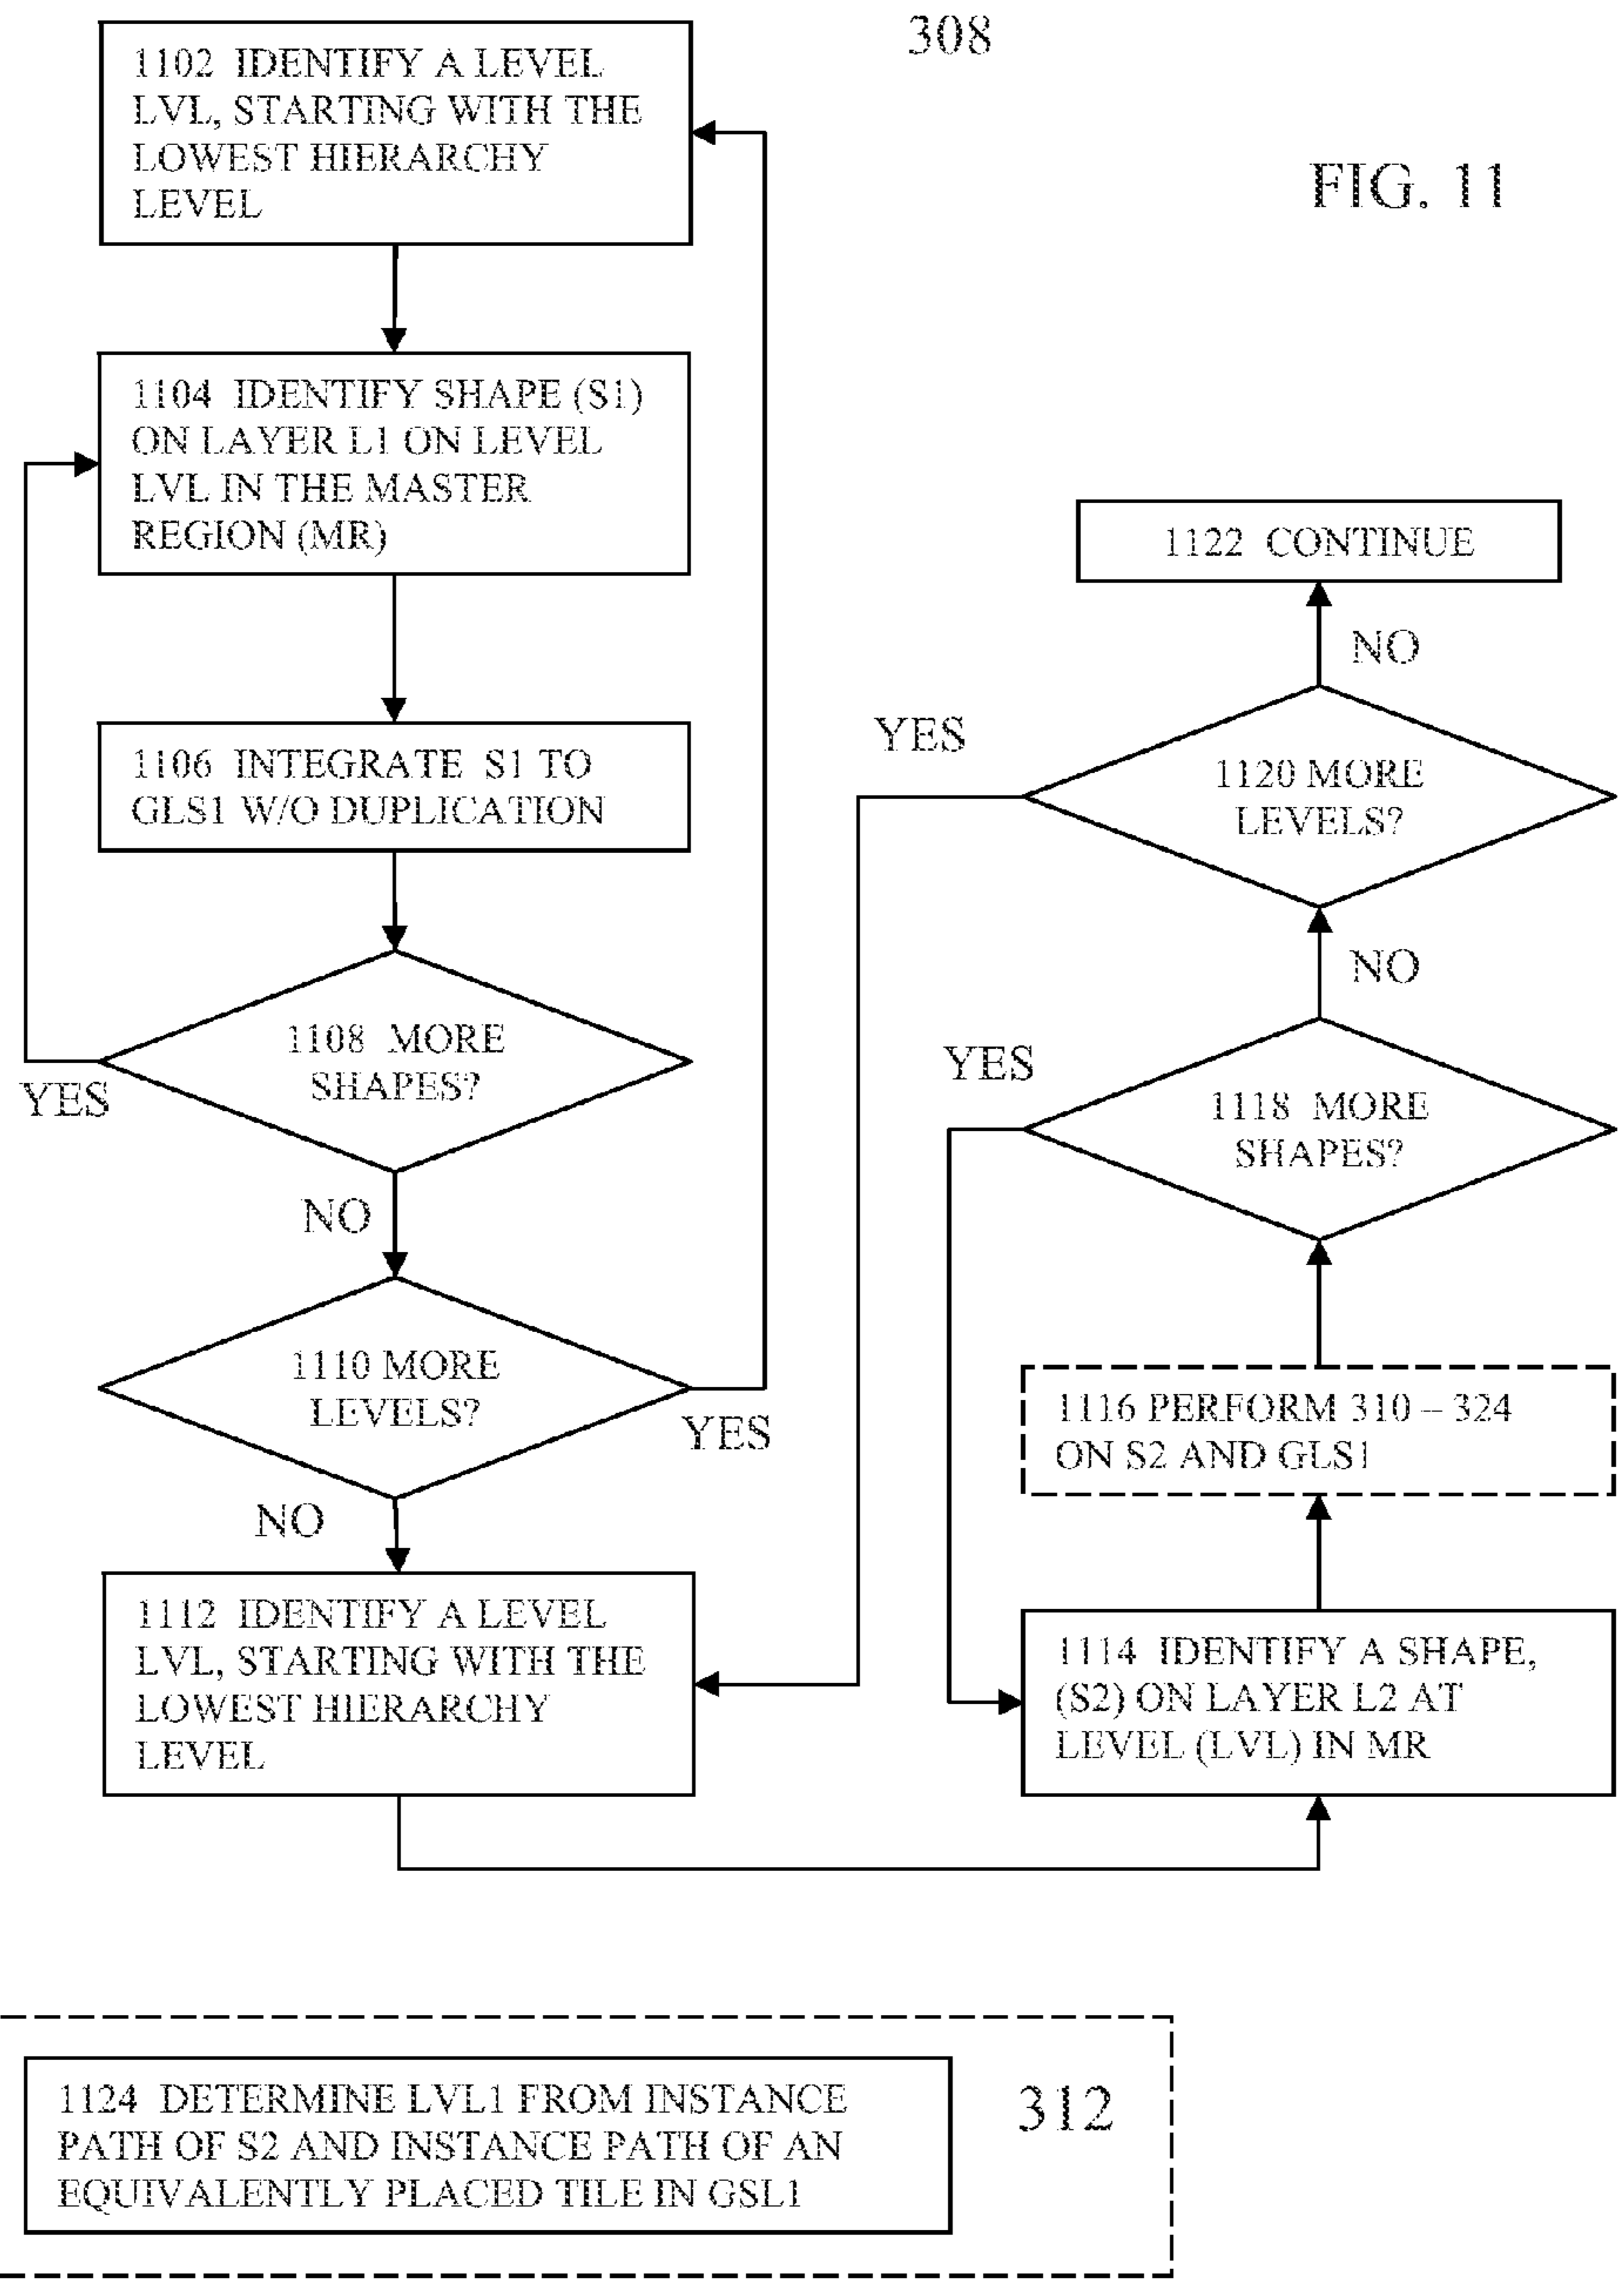 308
FIG. 11
1102 IDENTIFY A LEVEL
LVL, STARTING WITH THE
LOWEST HIERARCHY
LEVEL
1104 IDENTIFY SHAPE (S1)
ON LAYER L1 ON LEVEL
LVL IN THE MASTER
REGION (MR)
1106 INTEGRATE S1 TO
GLS1 W/O DUPLICATION
1108 MORE
SHAPES?
YES
NO
1110 MORE
LEVELS?
YES
NO
1112 IDENTIFY A LEVEL
LVL, STARTING WITH THE
LOWEST HIERARCHY
LEVEL
1122 CONTINUE
NO
YES
1120 MORE
LEVELS?
NO
YES
1118 MORE
SHAPES?
1116 PERFORM 310 – 324
ON S2 AND GLS1
1114 IDENTIFY A SHAPE,
(S2) ON LAYER L2 AT
LEVEL (LVL) IN MR
1124 DETERMINE LVL1 FROM INSTANCE
PATH OF S2 AND INSTANCE PATH OF AN
EQUIVALENTLY PLACED TILE IN GSL1
312